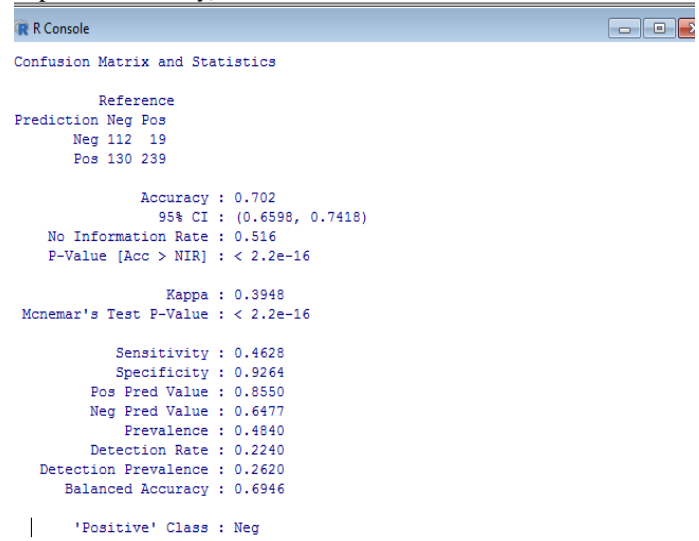 R Console
Confusion Matrix and Statistics
Reference
Prediction Neg Pos
Neg 112 19
Pos 130 239
Accuracy : 0.702
95% CI : (0.6598, 0.7418)
No Information Rate : 0.516
P-Value [Acc > NIR] : < 2.2e-16
Kappa : 0.3948
Mcnemar's Test P-Value : < 2.2e-16
Sensitivity : 0.4628
Specificity : 0.9264
Pos Pred Value : 0.8550
Neg Pred Value : 0.6477
Prevalence : 0.4840
Detection Rate : 0.2240
Detection Prevalence : 0.2620
Balanced Accuracy : 0.6946
'Positive' Class : Neg